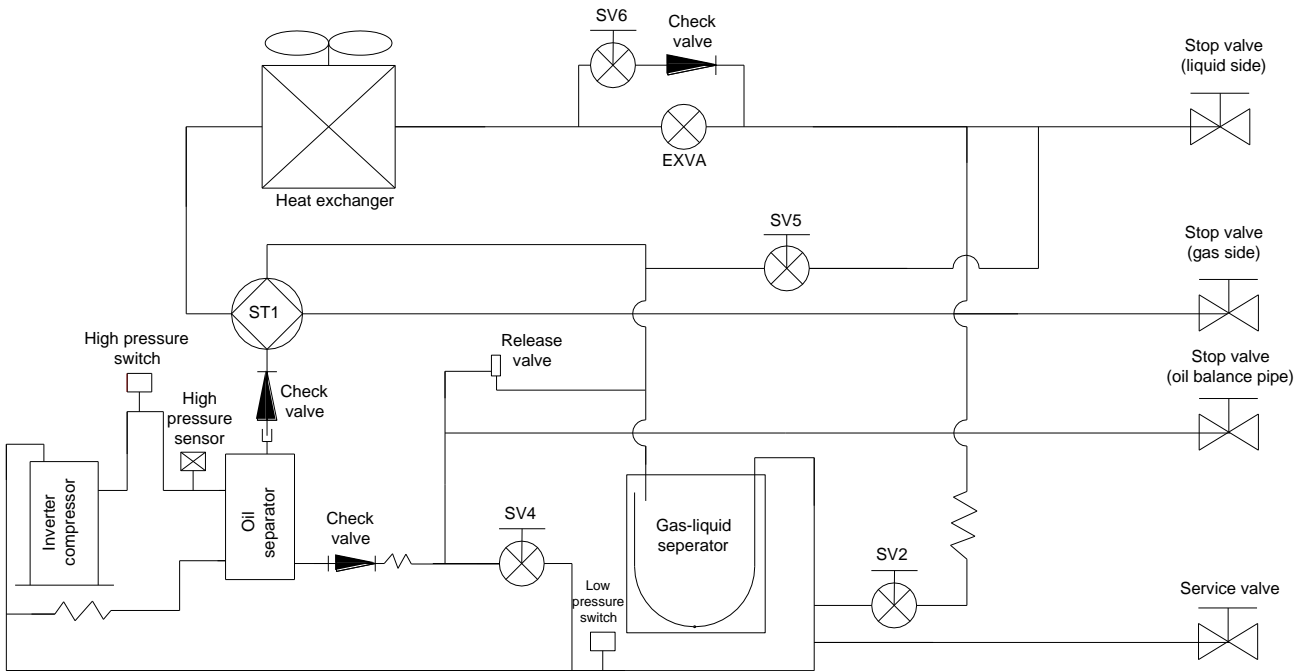 SV6
Check
valve
Stop valve
(liquid side)
EXVA
Heat exchanger
SV5
Stop valve
(gas side)
ST1
High pressure
switch
Release
valve
Stop valve
(oil balance pipe)
High
pressure
sensor
Check
valve
Inverter
compressor
Oil
separator
Check
valve
SV4
Gas-liquid
seperator
SV2
Low
pressure
switch
Service valve